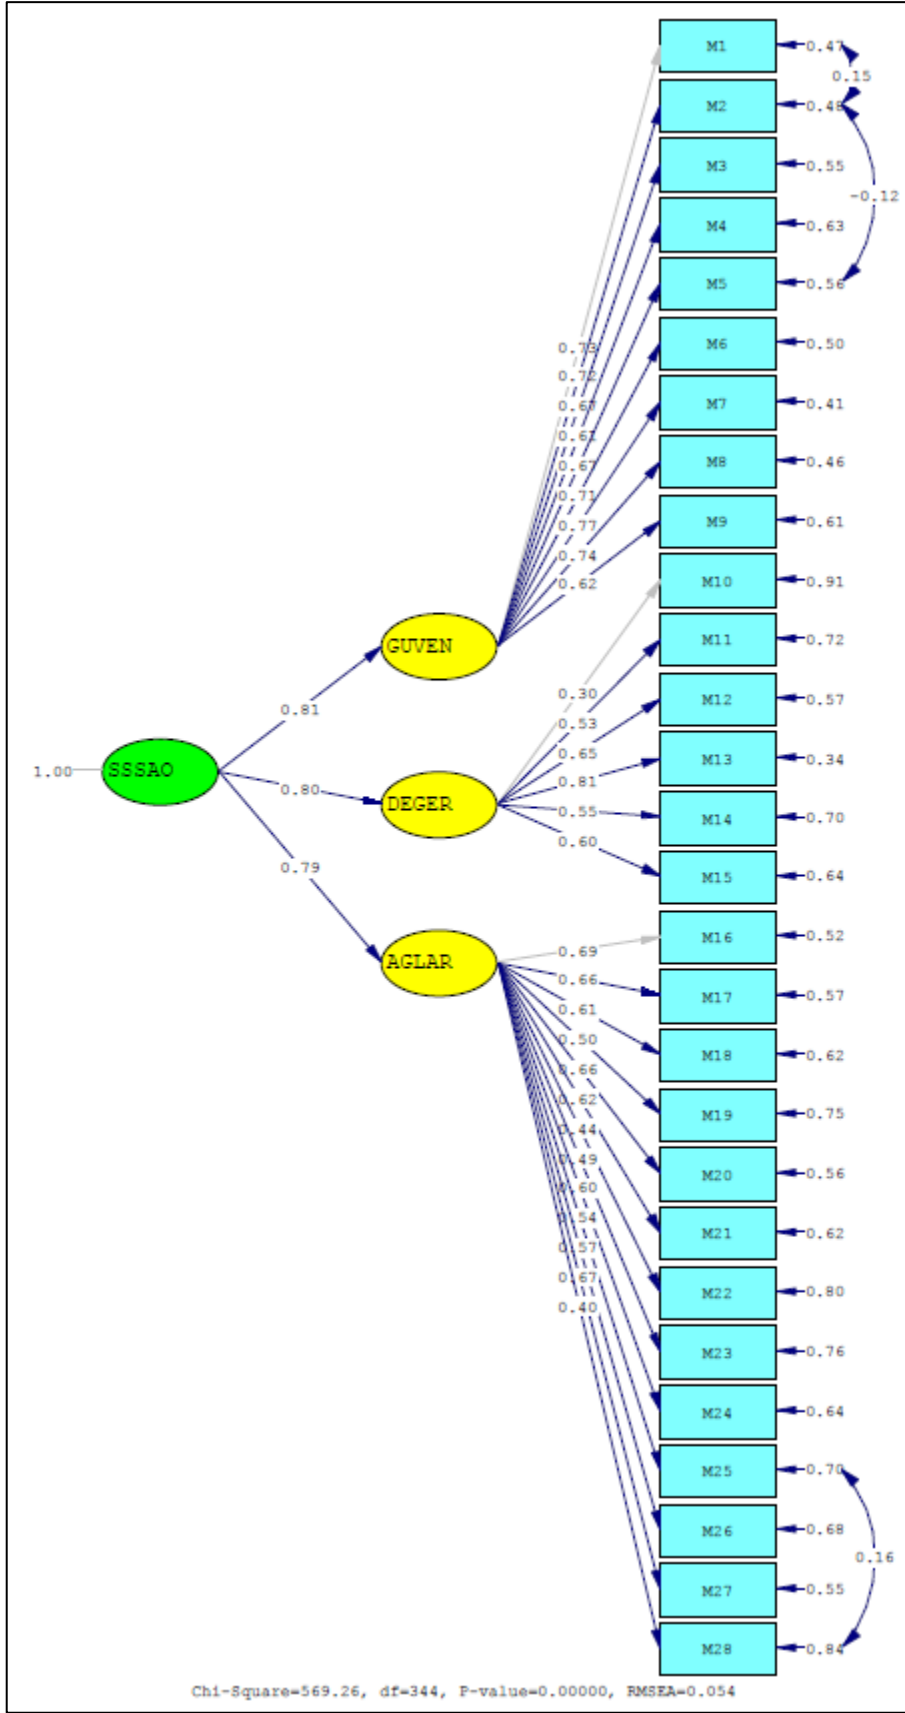 M1
0.47
0.15
M2
0.48
M3
0.55
-0.12
M4
0.63
M5
0.56
M6
0.50
0.73
0.72
M7
0.41
0.67
0.61
M8
0.46
0.67
0.71
M9
0.61
0.77
0.74
M10
0.91
0.62
M11
0.72
GUVEN
0.30
M12
0.57
0.81
0.53
0.65
M13
0.34
1.00
SSSAO
0.80
0.81
DEGER
0.55
M14
0.70
0.60
0.79
M15
0.64
M16
0.52
0.69
AGLAR
0.66
M17
0.57
0.61
0.50
M18
0.62
0.66
0.62
M19
0.75
0.44
0.49
M20
0.56
0.60
0.54
M21
0.62
0.57
0.67
M22
0.80
0.40
M23
0.76
M24
0.64
M25
0.70
M26
0.68
0.16
M27
0.55
M28
0.84
Chi-Square=569.26, df=344, P-value=0.00000, RMSEA=0.054